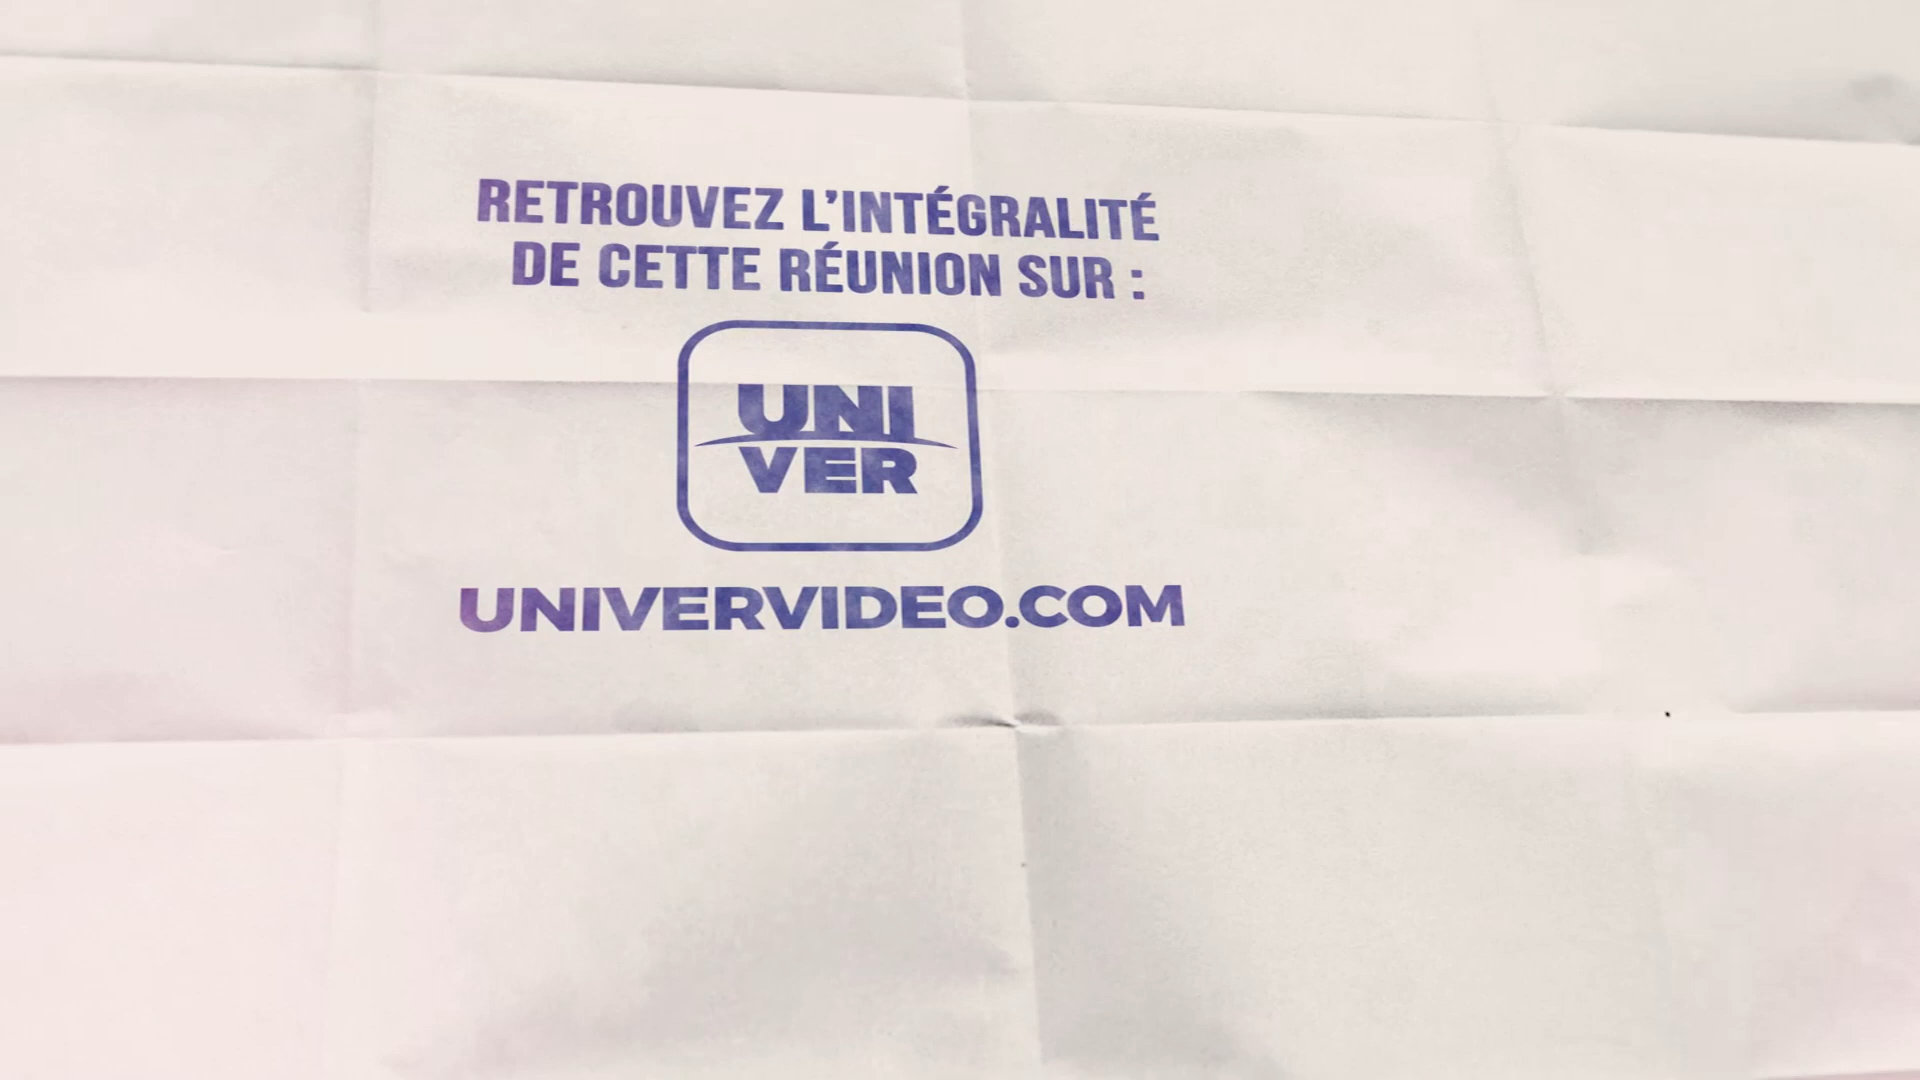 RETROUVEZ L’INTÉGRALITÉ
DE CETTE RÉUNION SUR :
UNI
VER
UNIVERVIDEO.COM